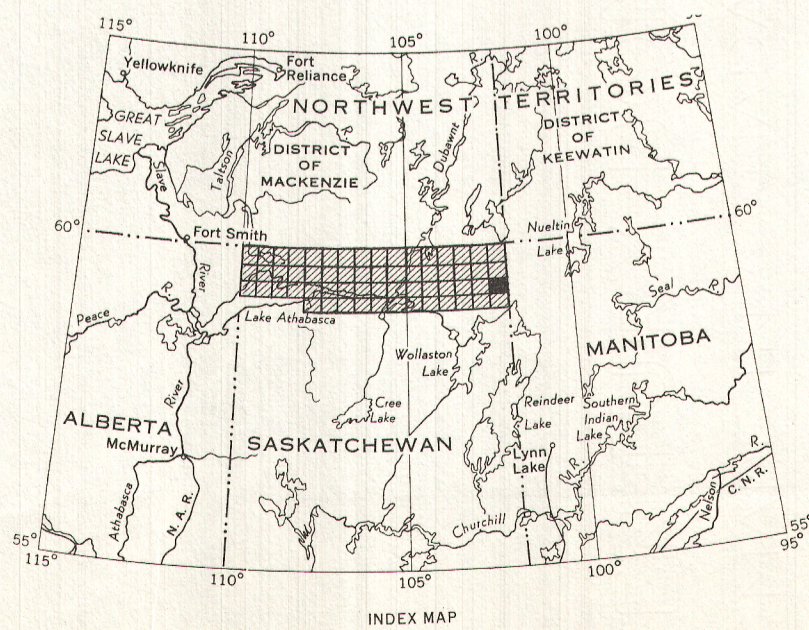 115°
110°
105°
100°
Yellowknife
Fort
Reliance
R.
NORTHWEST TERRITORIES
GREAT
SLAVE
LAKE
Slave
River
Taltson
R.
DISTRICT
OF
MACKENZIE
Dubawnt
DISTRICT
OF
KEEWATIN
60°
Fort Smith
Nueltin
Lake
60°
Peace
R.
Lake Athabasca
Seal R.
Wollaston
Lake
MANITOBA
River
Cree
Lake
Reindeer
Lake
Southern
Indian
Lake
ALBERTA
McMurray
SASKATCHEWAN
Lynn
Lake
R.
Athabasca
N.A.R.
Churchill
R.
Nelson
C.N.R.
55°
115°
110°
105°
100°
55°
95°
INDEX MAP